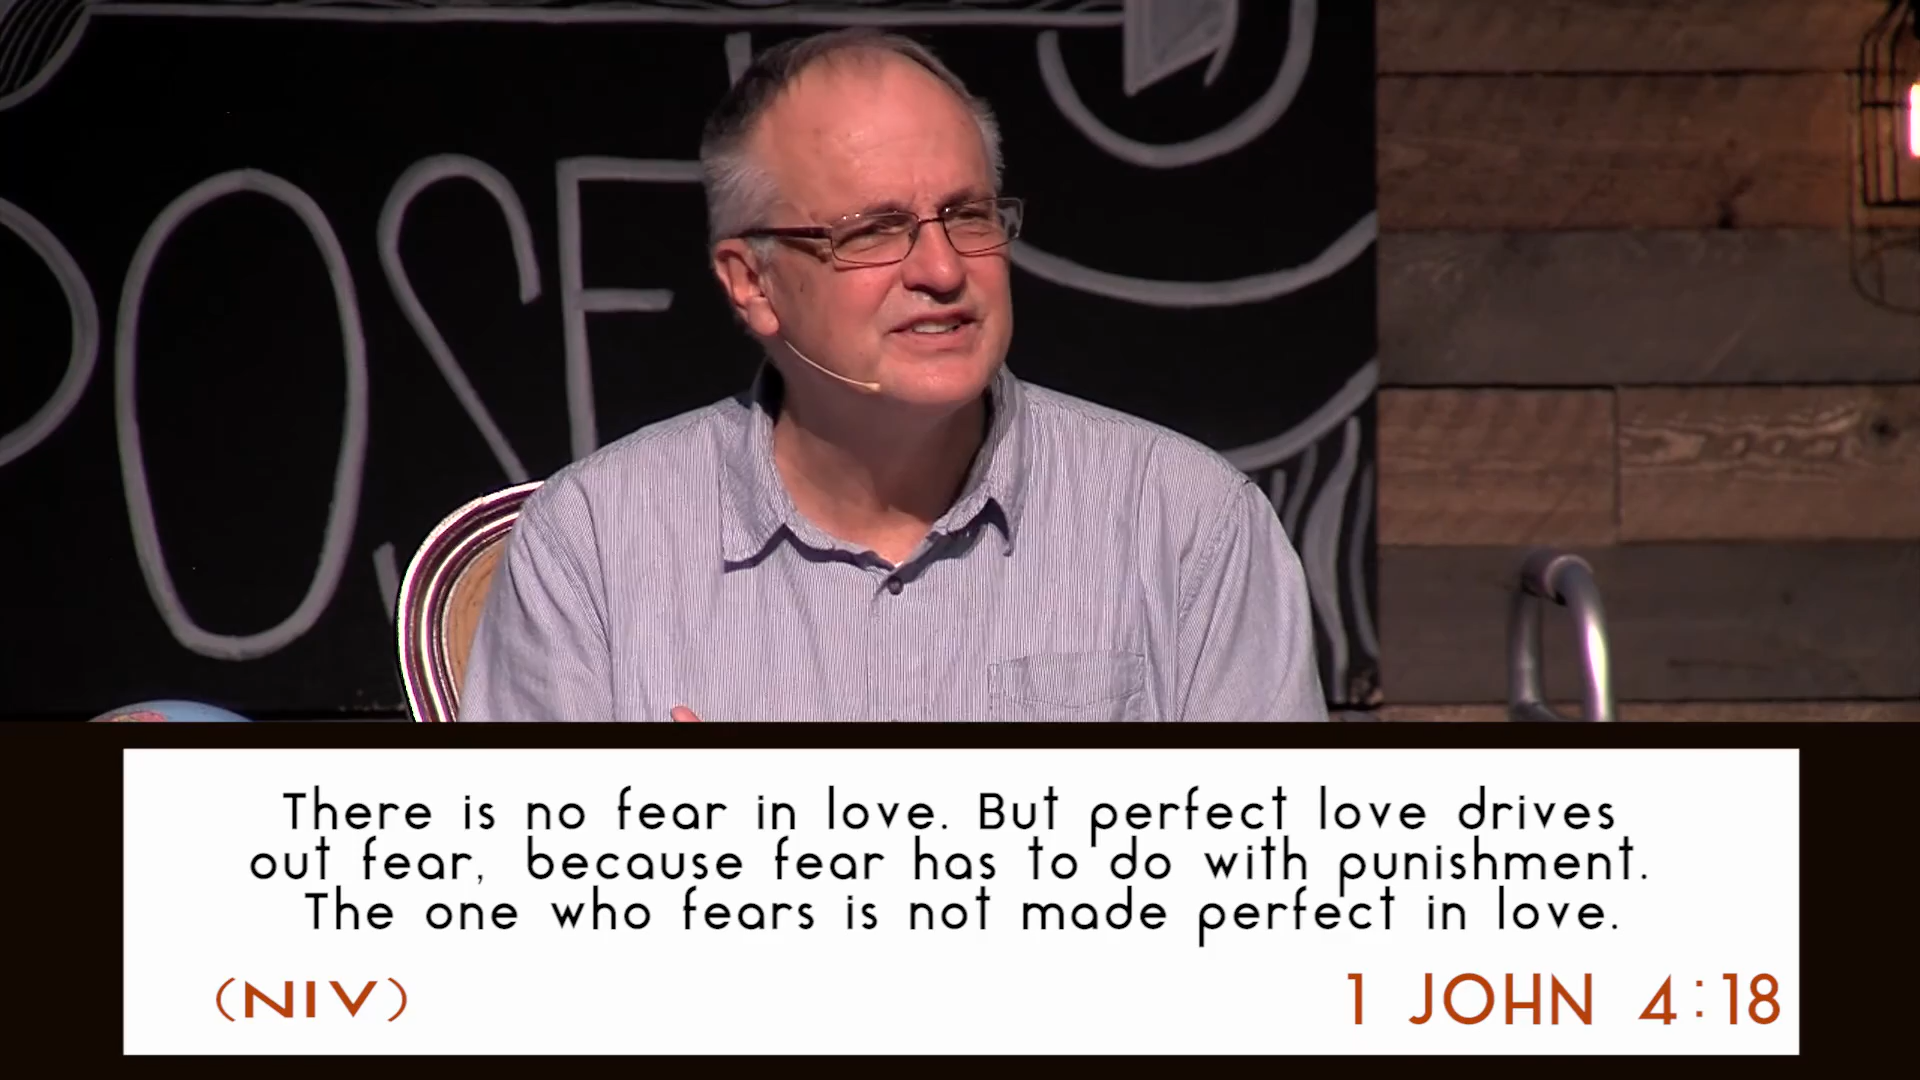 POSE
There is no fear in love. But perfect love drives
out fear, because fear has to do with punishment.
The one who fears is not made perfect in love.
(NIV)
1 JOHN 4:18